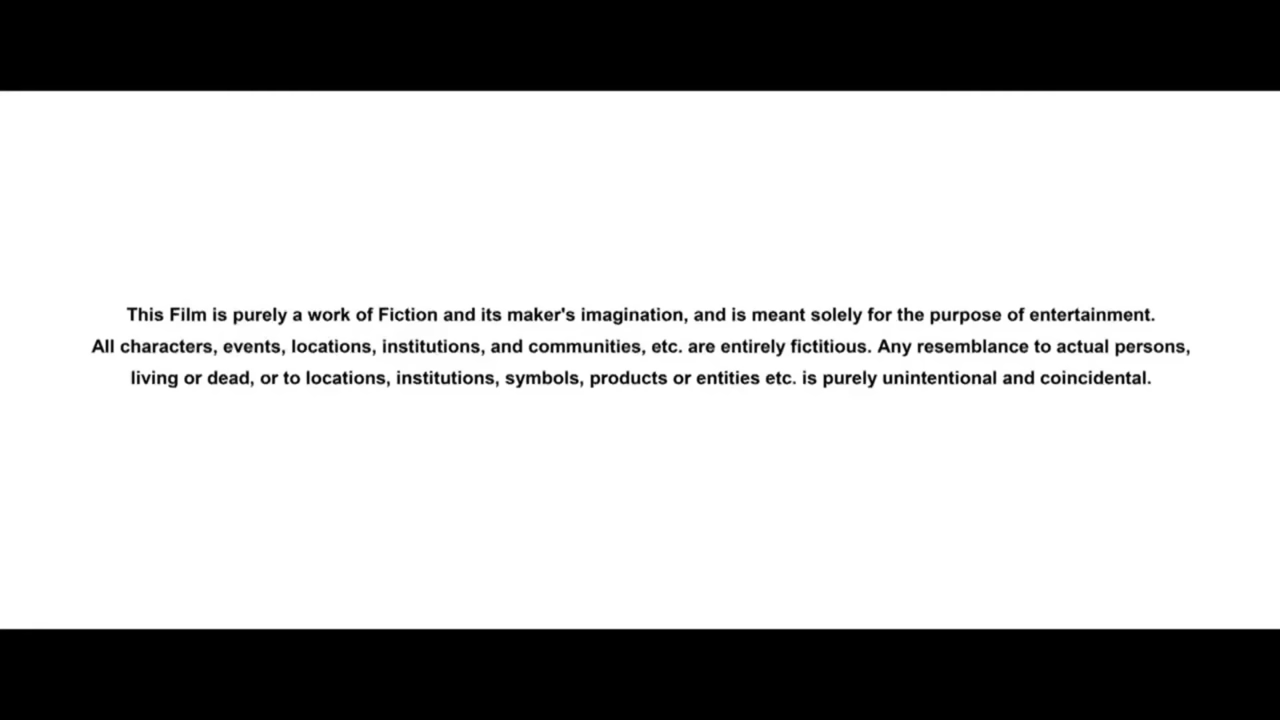 This Film is purely a work of Fiction and its maker's imagination, and is meant solely for the purpose of entertainment.
All characters, events, locations, institutions, and communities, etc. are entirely fictitious. Any resemblance to actual persons,
living or dead, or to locations, institutions, symbols, products or entities etc. is purely unintentional and coincidental.